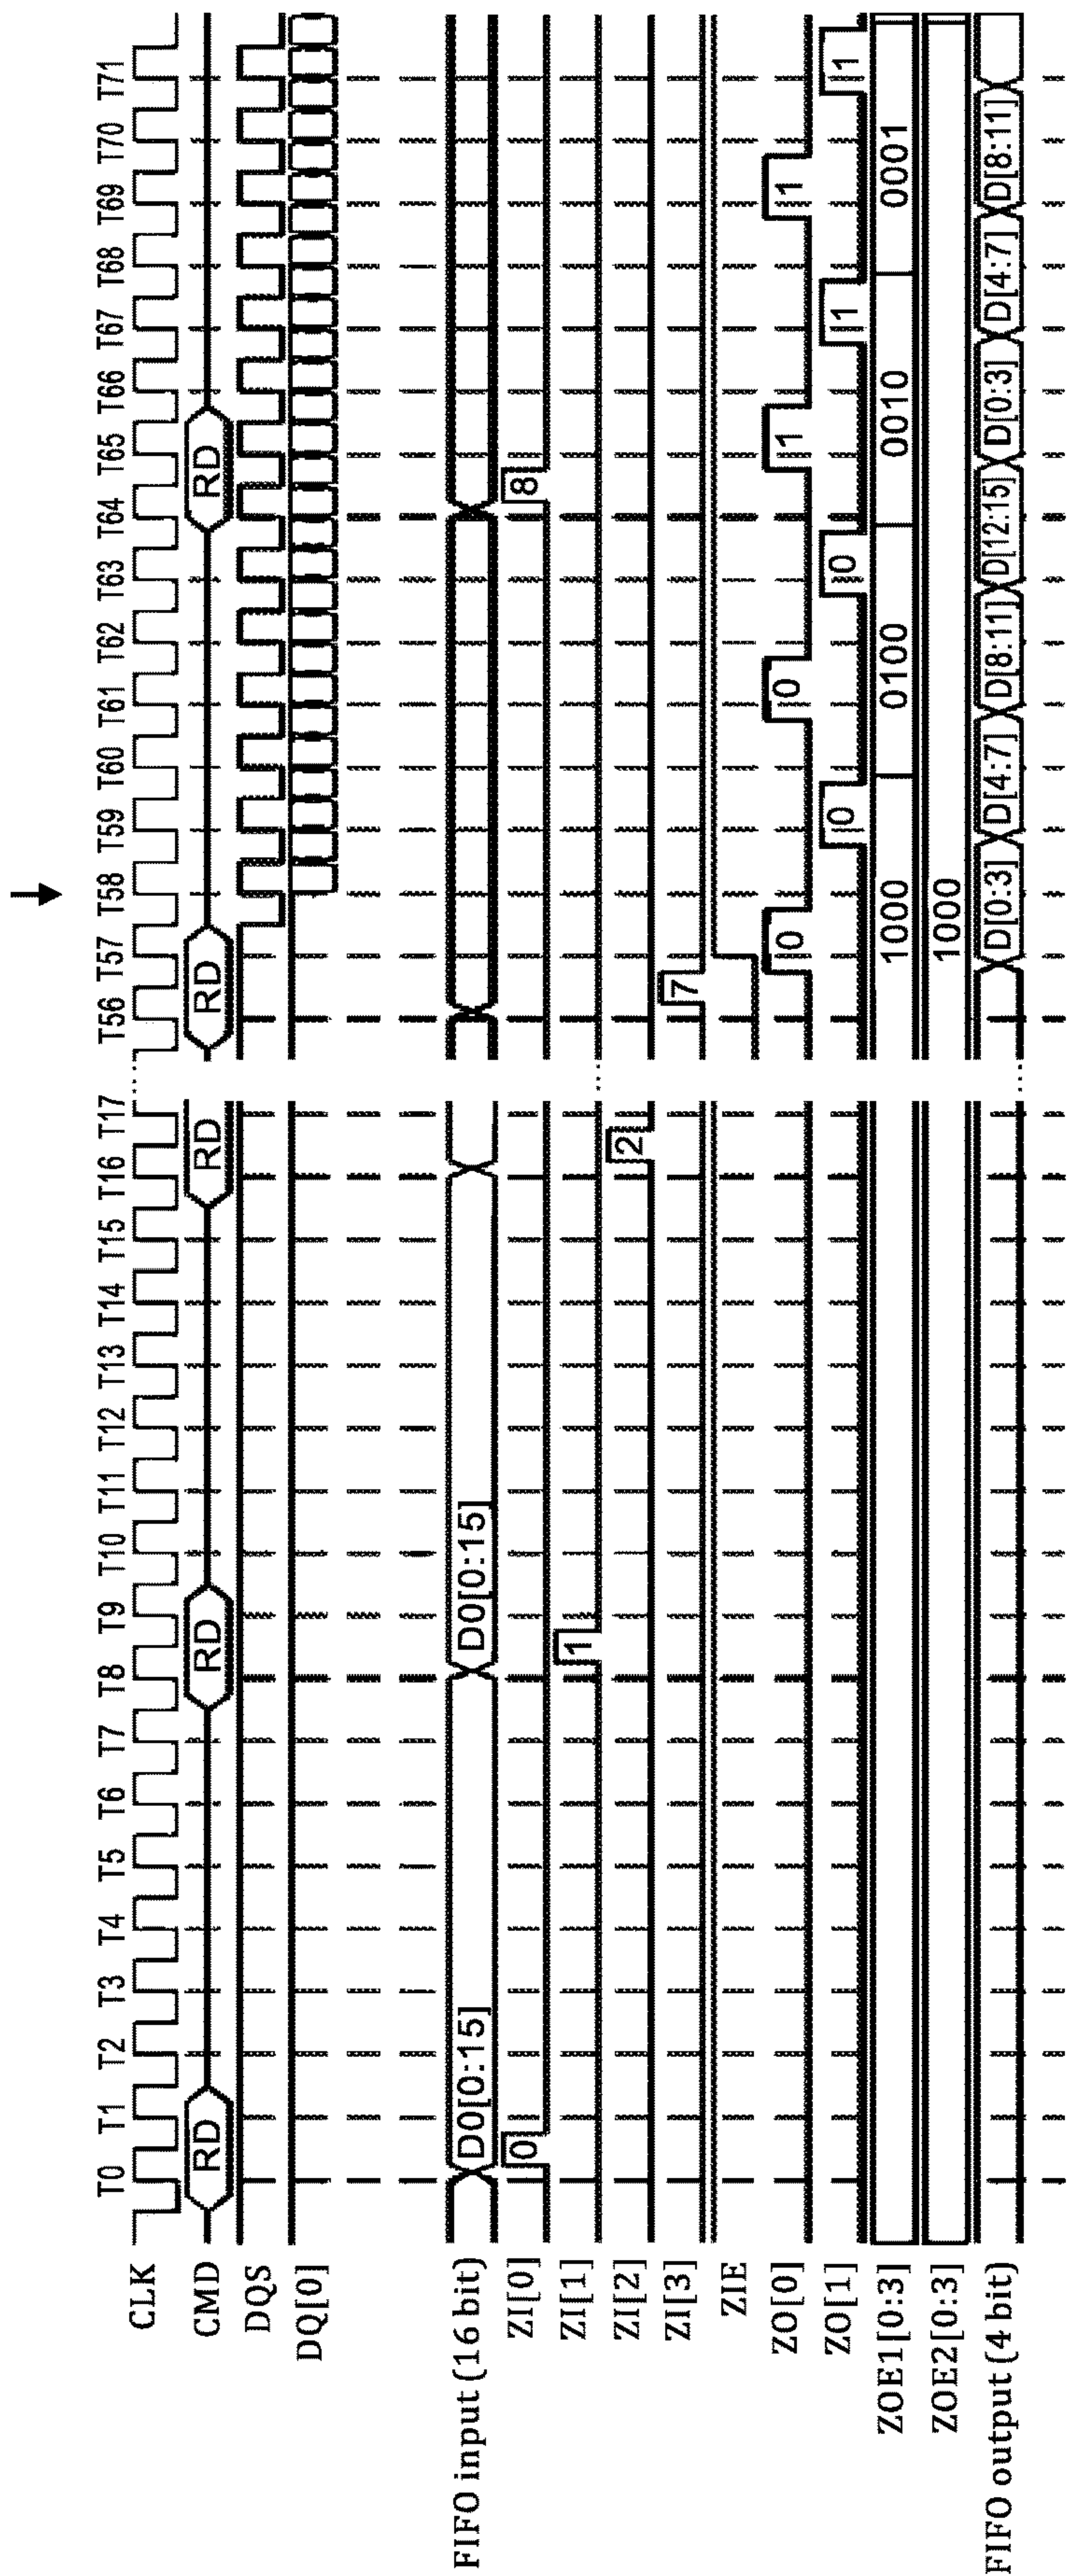 T0 T1 T2 T3 T4 T5 T6 T7 T8 T9 T10 T11 T12 T13 T14 T15 T16 T17 T56 T57 T58 T59 T60 T61 T62 T63 T64 T65 T66 T67 T68 T69 T70 T71
CLK
CMD RD RD RD RD RD
DQS
DQ[0]
FIFO input (16 bit) D0[0:15] D0[0:15]
ZI[0] 0 8
ZI[1] 1
ZI[2] 2
ZI[3] 7
ZIE
ZO[0] 0 0 1 1
ZO[1] 0 0 1 1
ZOE1[0:3] 1000 0100 0010 0001
ZOE2[0:3] 1000
FIFO output (4 bit) D[0:3] D[4:7] D[8:11] D[12:15] D[0:3] D[4:7] D[8:11]